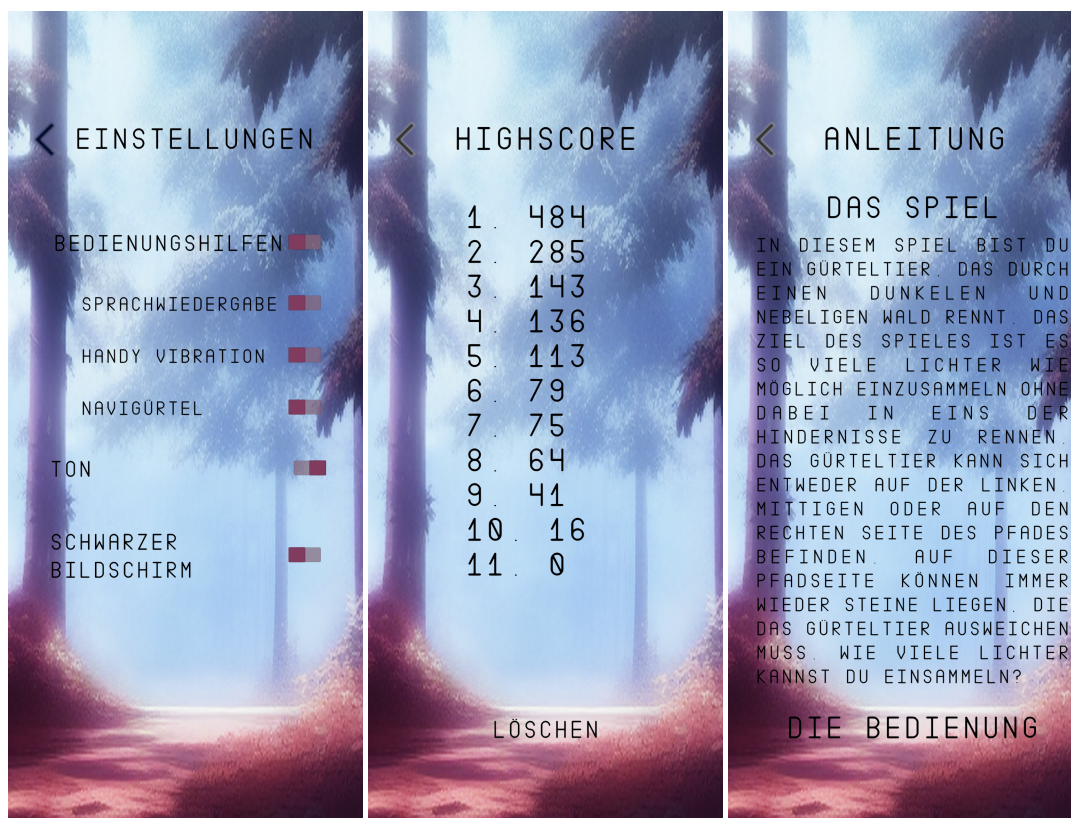 EINSTELLUNGEN
BEDIENUNGSHILFEN
SPRACHWIEDERGABE
HANDY VIBRATION
NAVIGÜRTEL
TON
SCHWARZER
BILDSCHIRM
HIGHSCORE
1. 484
2. 285
3. 143
4. 136
5. 113
6. 79
7. 75
8. 64
9. 41
10. 16
11. 0
LÖSCHEN
ANLEITUNG
DAS SPIEL
IN DIESEM SPIEL BIST DU
EIN GÜRTELTIER. DAS DURCH
EINEN DUNKELEN UND
NEBELIGEN WALD RENNT. DAS
ZIEL DES SPIELES IST ES
SO VIELE LICHTER WIE
MÖGLICH EINZUSAMMELN OHNE
DABEI IN EINS DER
HINDERNISSE ZU RENNEN.
DAS GÜRTELTIER KANN SICH
ENTWEDER AUF DER LINKEN.
MITTIGEN ODER AUF DEN
RECHTEN SEITE DES PFADES
BEFINDEN. AUF DIESER
PFADSEITE KÖNNEN IMMER
WIEDER STEINE LIEGEN. DIE
DAS GÜRTELTIER AUSWEICHEN
MUSS. WIE VIELE LICHTER
KANNST DU EINSAMMELN?
DIE BEDIENUNG